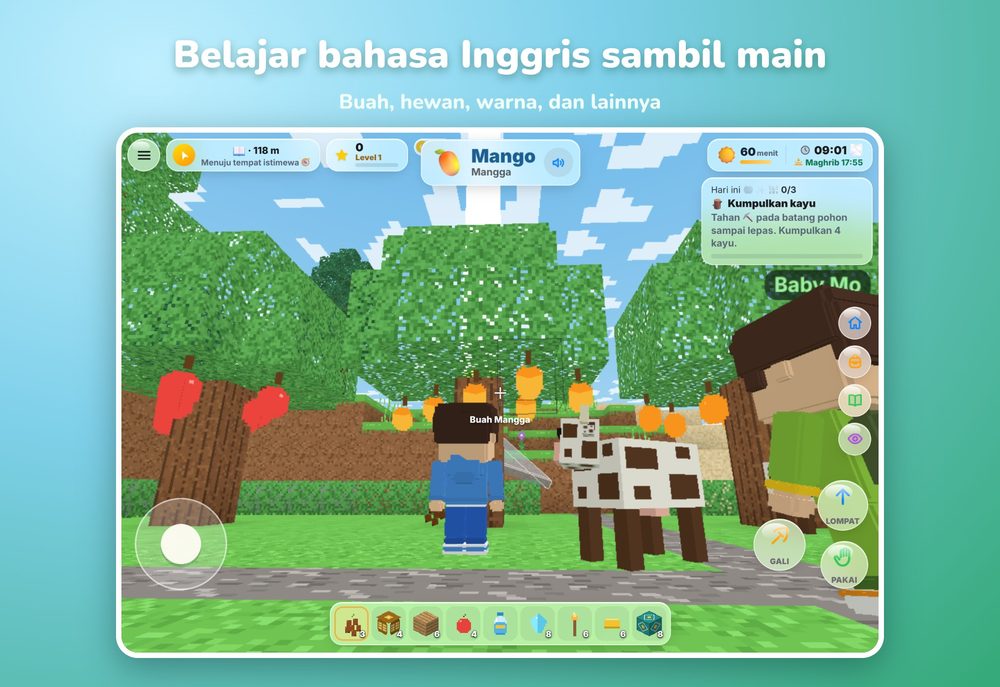 Belajar bahasa Inggris sambil main
Buah, hewan, warna, dan lainnya
118 m
Menuju tempat istimewa
0
Level 1
Mango
Mangga
60 menit
09:01
Maghrib 17:55
Hari ini 0/3
Kumpulkan kayu
Tahan pada batang pohon
sampai lepas. Kumpulkan 4
kayu.
Baby Mo
Buah Mangga
LOMPAT
GALI
PAKAI
3
4
6
4
8
6
6
8